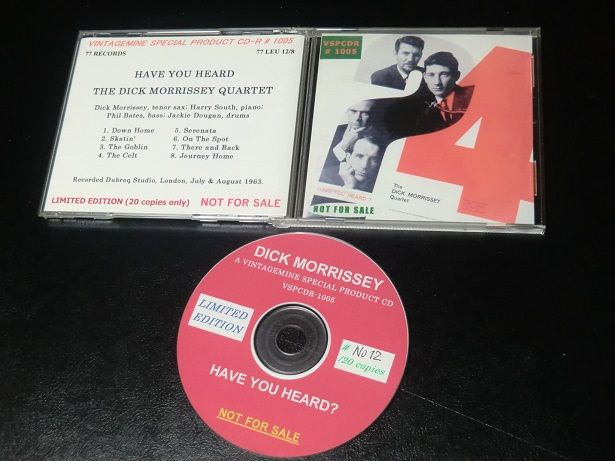 VINTAGEMINE SPECIAL PRODUCT CD-R # 1005
77 RECORDS 77 LEU 12/8
HAVE YOU HEARD
THE DICK MORRISSEY QUARTET
Dick Morrissey, tenor sax; Harry South, piano;
Phil Bates, bass; Jackie Dougan, drums
1. Down Home 5. Serenata
2. Skatin' 6. On The Spot
3. The Goblin 7. There and Back
4. The Celt 8. Journey Home
Recorded Dubreq Studio, London, July & August 1963.
LIMITED EDITION (20 copies only) NOT FOR SALE
VSPCDR
# 1005
4
HAVE YOU HEARD ?
The
DICK MORRISSEY
Quartet
NOT FOR SALE
DICK MORRISSEY
A VINTAGEMINE SPECIAL PRODUCT CD
VSPCDR-1005
LIMITED
EDITION
# No 12
/20 copies
HAVE YOU HEARD?
NOT FOR SALE